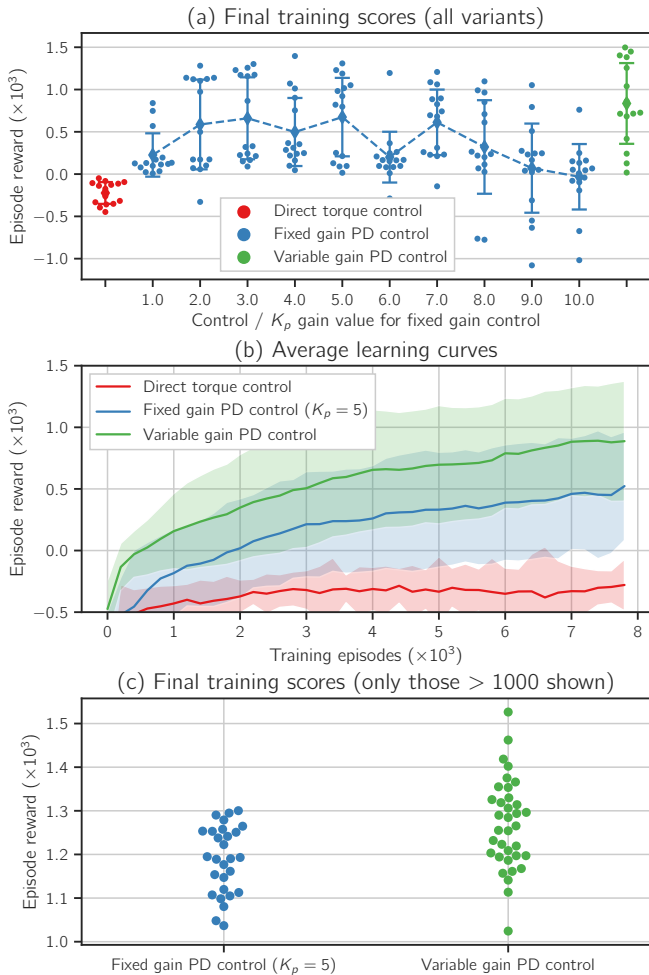 (a) Final training scores (all variants)
Episode reward (×10³)
1.5
1.0
0.5
0.0
−0.5
−1.0
Direct torque control
Fixed gain PD control
Variable gain PD control
1.0 2.0 3.0 4.0 5.0 6.0 7.0 8.0 9.0 10.0
Control / Kₚ gain value for fixed gain control
(b) Average learning curves
Episode reward (×10³)
1.5
1.0
0.5
0.0
−0.5
Direct torque control
Fixed gain PD control (Kₚ = 5)
Variable gain PD control
0 1 2 3 4 5 6 7 8
Training episodes (×10³)
(c) Final training scores (only those > 1000 shown)
Episode reward (×10³)
1.5
1.4
1.3
1.2
1.1
1.0
Fixed gain PD control (Kₚ = 5) Variable gain PD control